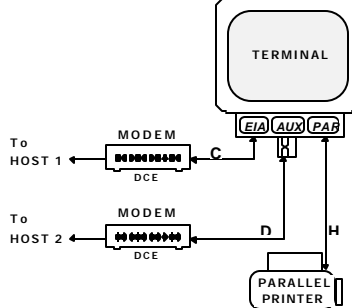 TERMINAL
EIA AUX PAR
MODEM
To
HOST 1
C
DCE
MODEM
To
HOST 2
D H
DCE
PARALLEL
PRINTER